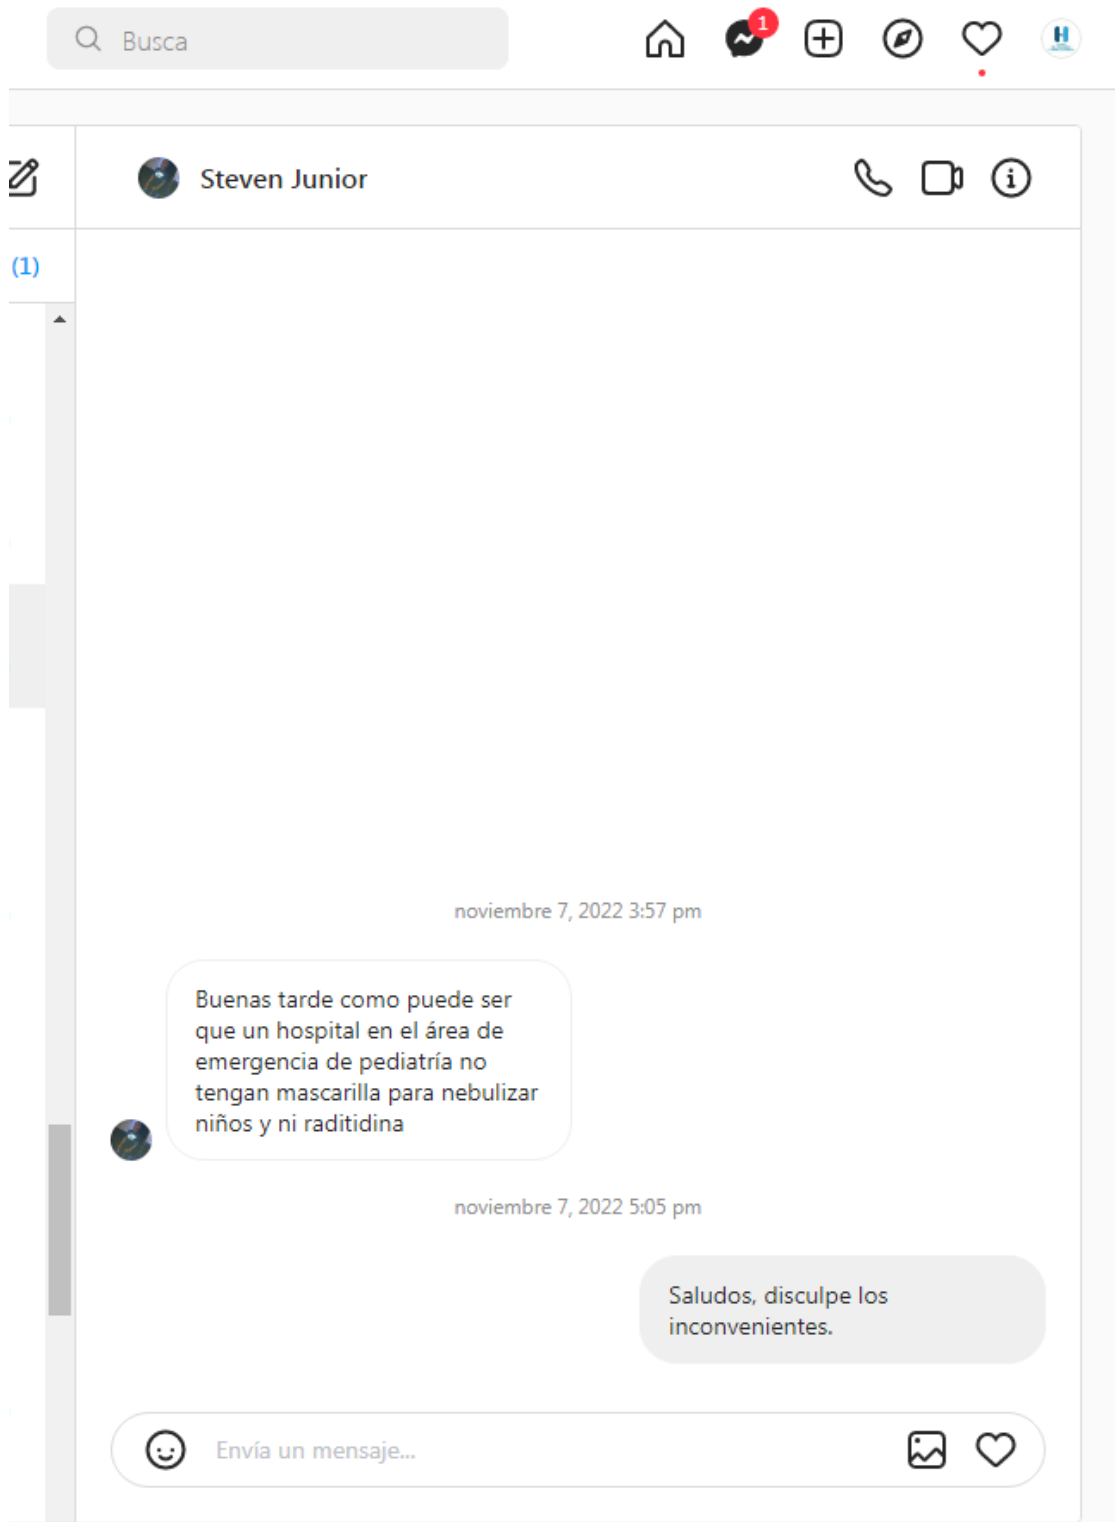 Busca
1
Steven Junior
(1)
noviembre 7, 2022 3:57 pm
Buenas tarde como puede ser
que un hospital en el área de
emergencia de pediatría no
tengan mascarilla para nebulizar
niños y ni raditidina
noviembre 7, 2022 5:05 pm
Saludos, disculpe los
inconvenientes.
Envía un mensaje...